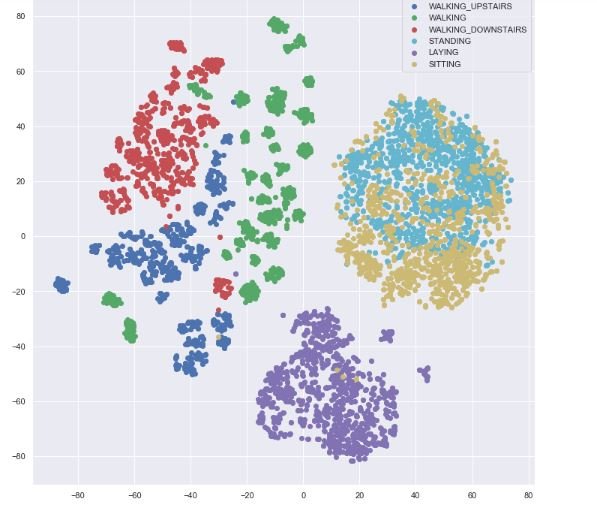 WALKING_UPSTAIRS
WALKING
WALKING_DOWNSTAIRS
STANDING
LAYING
SITTING
80
60
40
20
0
−20
−40
−60
−80
−80 −60 −40 −20 0 20 40 60 80